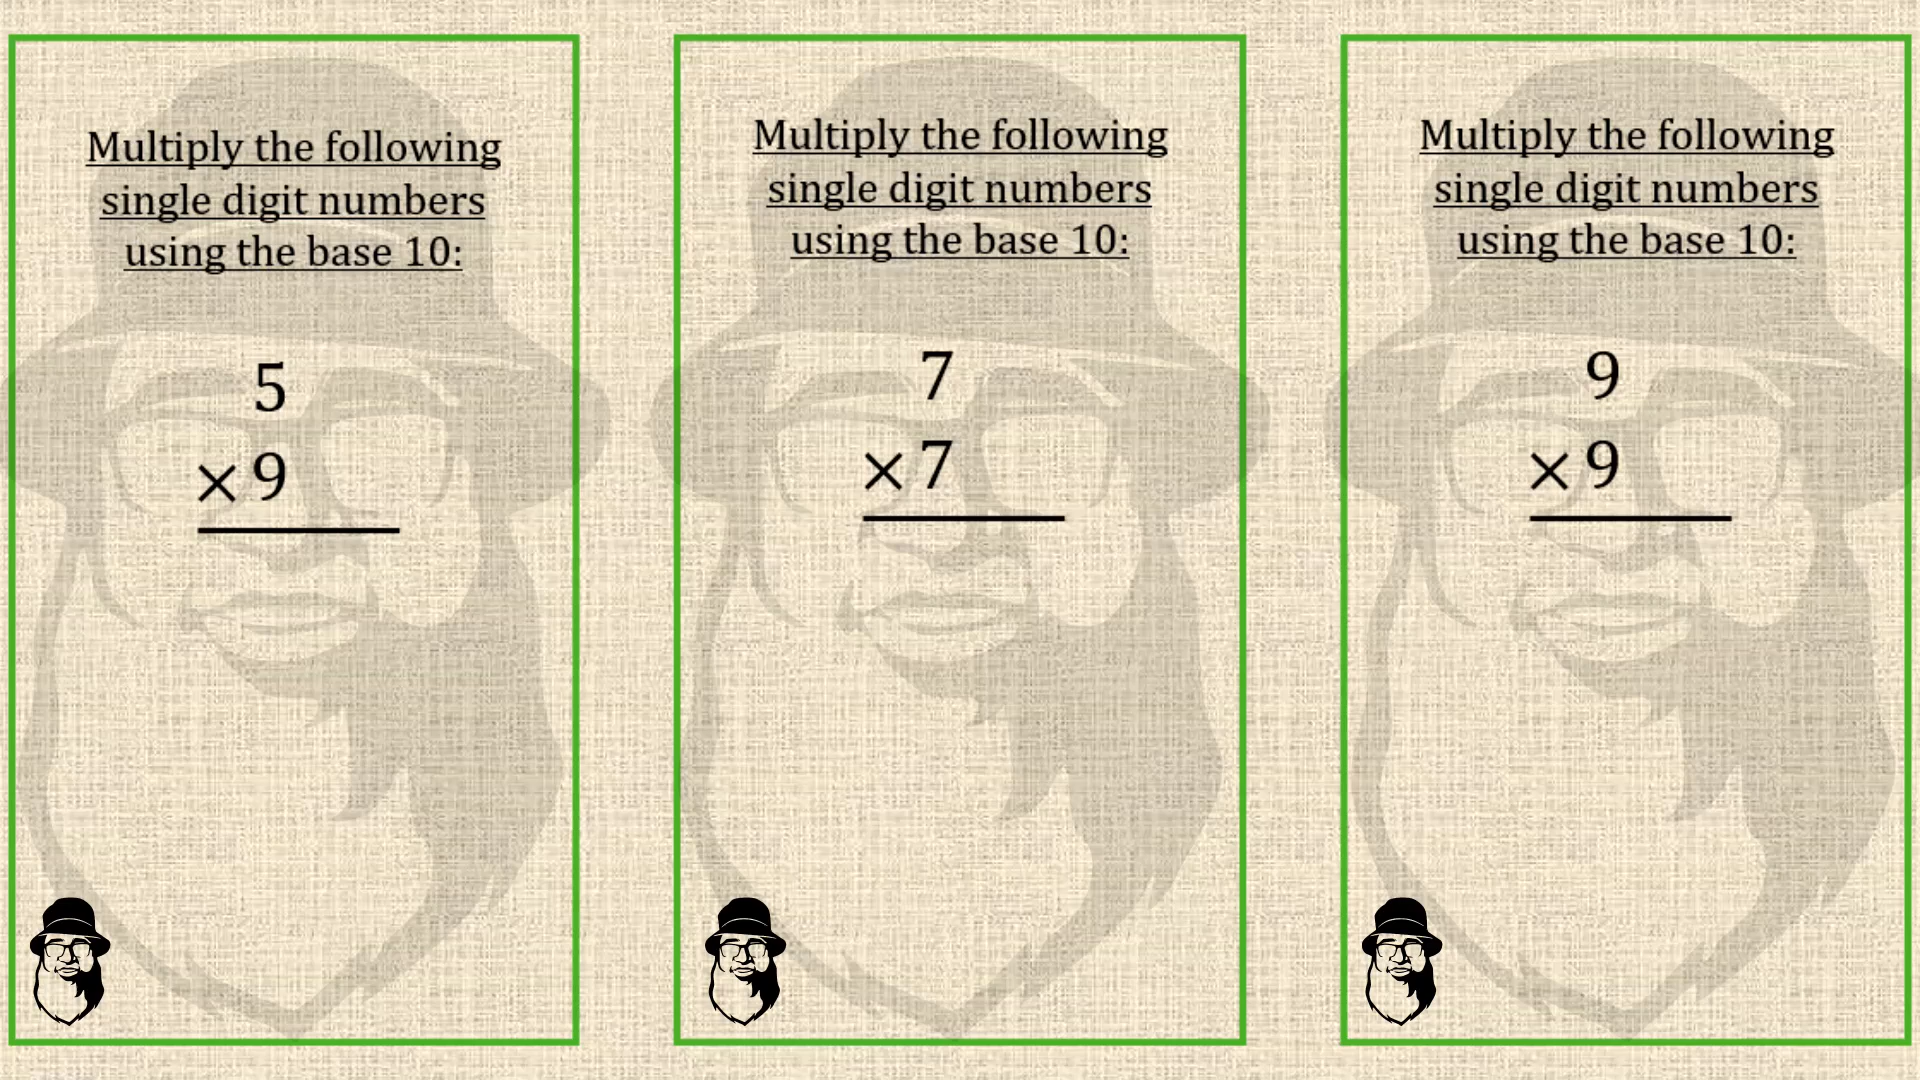 Multiply the following
single digit numbers
using the base 10:
5
×9
Multiply the following
single digit numbers
using the base 10:
7
×7
Multiply the following
single digit numbers
using the base 10:
9
×9